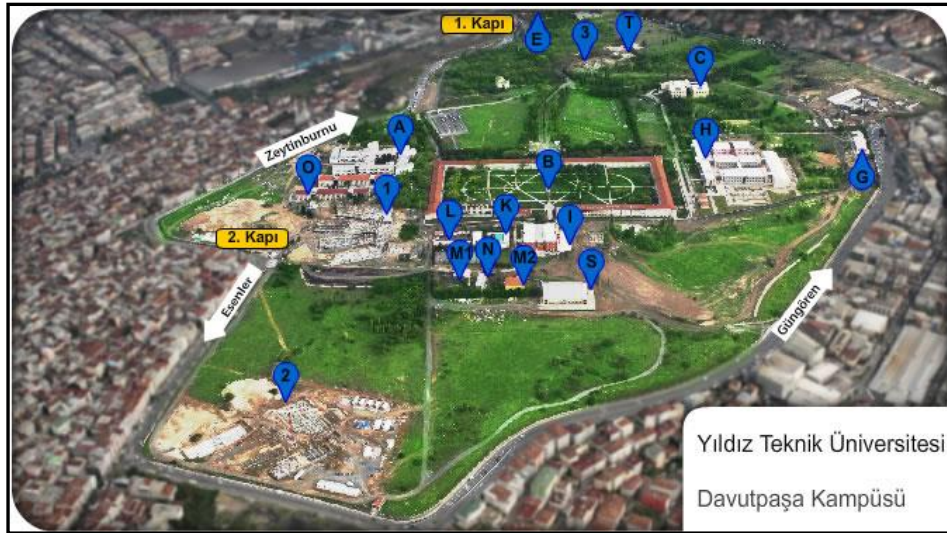 1. Kapı
E
3
T
C
Zeytinburnu
A
H
O
B
G
1
L
K
I
2. Kapı
M1
N
M2
S
Esenler
Güngören
2
Yıldız Teknik Üniversitesi
Davutpaşa Kampüsü